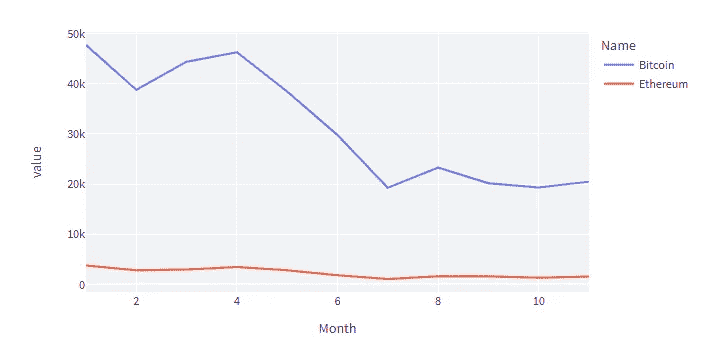 50k
40k
30k
20k
10k
0
value
2
4
6
8
10
Month
Name
Bitcoin
Ethereum